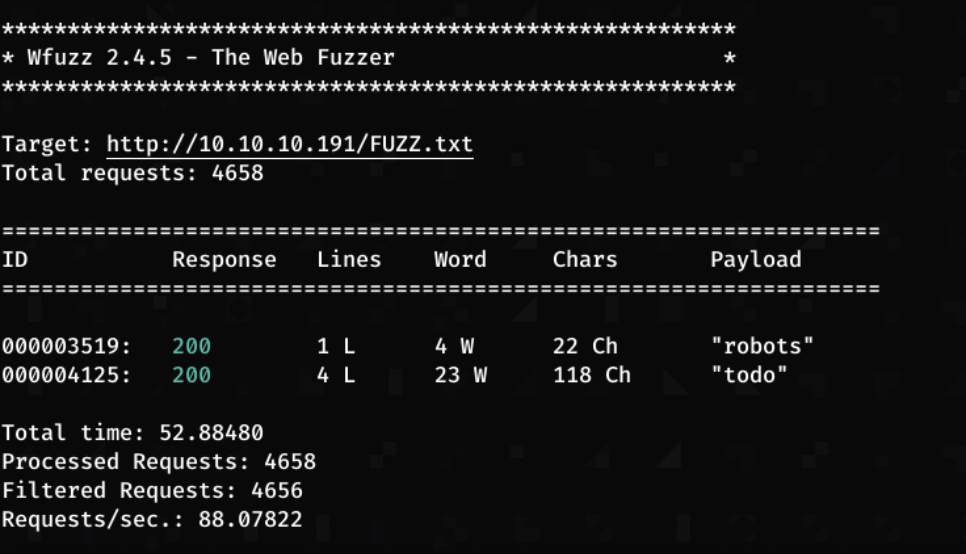 ********************************************************
* Wfuzz 2.4.5 - The Web Fuzzer                         *
********************************************************
Target: http://10.10.10.191/FUZZ.txt
Total requests: 4658
===================================================================
ID           Response   Lines    Word     Chars       Payload
===================================================================
000003519:   200        1 L      4 W      22 Ch       "robots"
000004125:   200        4 L      23 W     118 Ch      "todo"
Total time: 52.88480
Processed Requests: 4658
Filtered Requests: 4656
Requests/sec.: 88.07822